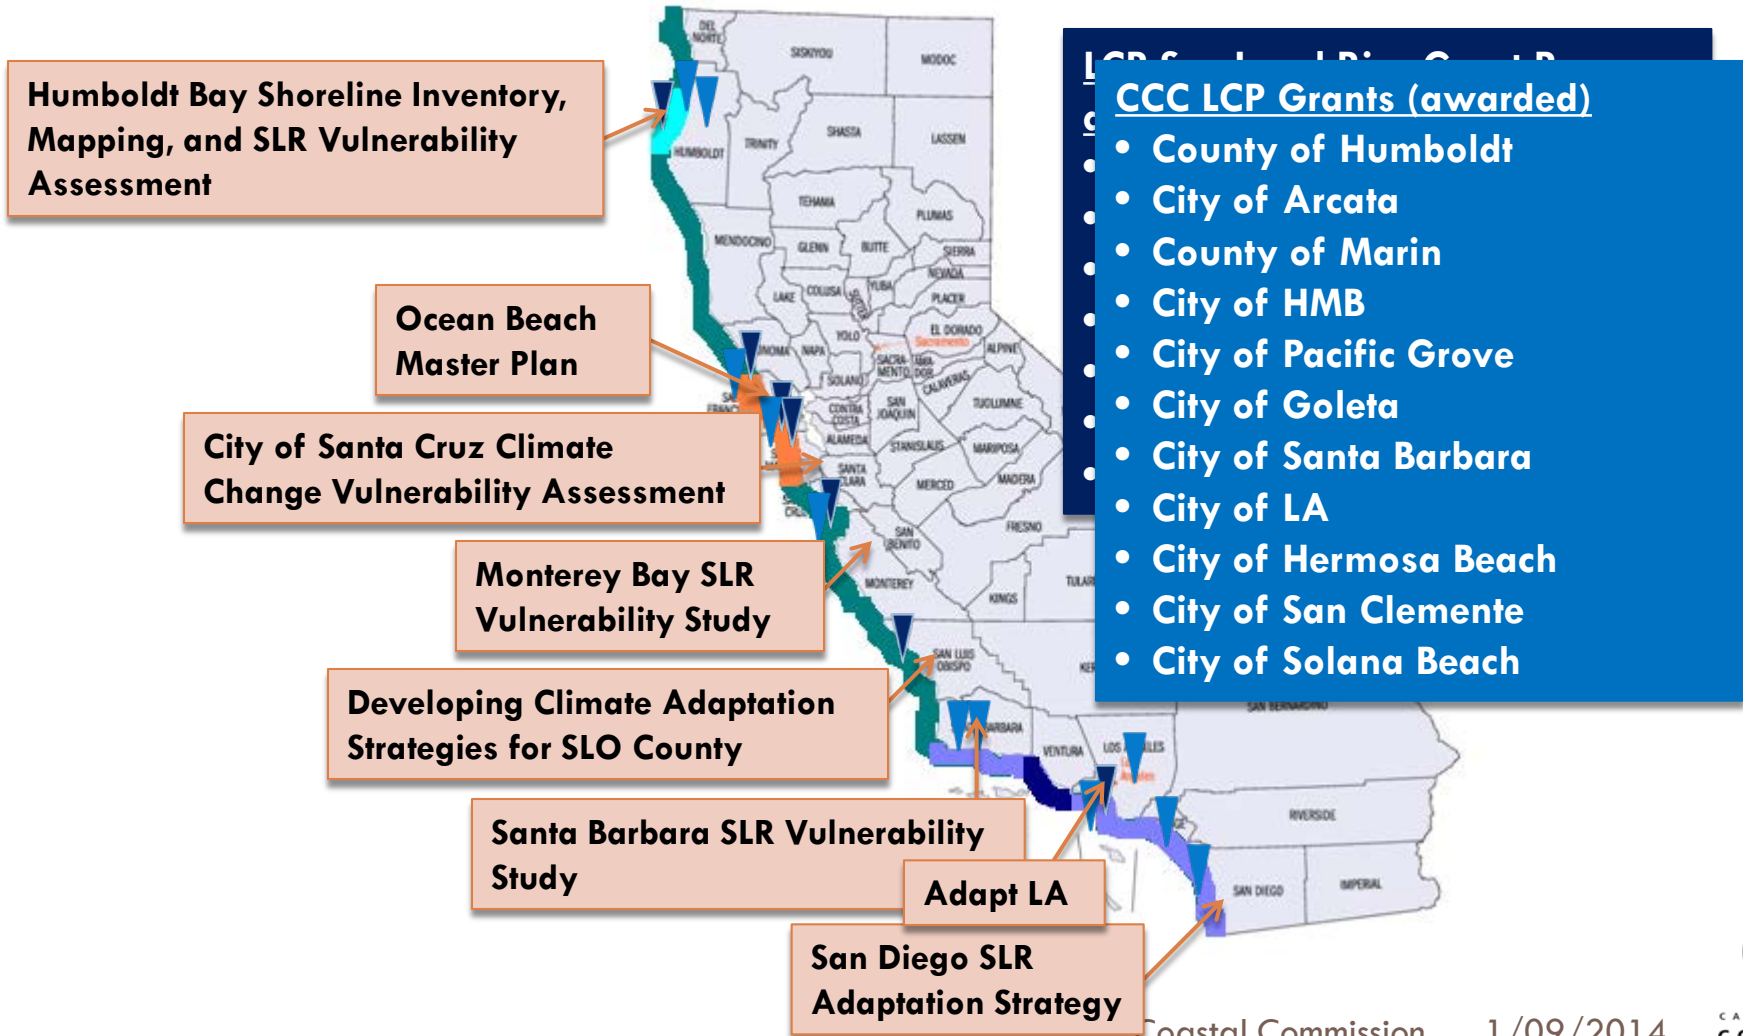 Humboldt Bay Shoreline Inventory,
Mapping, and SLR Vulnerability
Assessment
Ocean Beach
Master Plan
City of Santa Cruz Climate
Change Vulnerability Assessment
Monterey Bay SLR
Vulnerability Study
Developing Climate Adaptation
Strategies for SLO County
Santa Barbara SLR Vulnerability
Study
Adapt LA
San Diego SLR
Adaptation Strategy
CCC LCP Grants (awarded)
• County of Humboldt
• City of Arcata
• County of Marin
• City of HMB
• City of Pacific Grove
• City of Goleta
• City of Santa Barbara
• City of LA
• City of Hermosa Beach
• City of San Clemente
• City of Solana Beach
DEL
NORTE
SISKIYOU
MODOC
HUMBOLDT
TRINITY
SHASTA
LASSEN
TEHAMA
PLUMAS
MENDOCINO
GLENN
BUTTE
SIERRA
NEVADA
LAKE
COLUSA
YUBA
PLACER
YOLO
EL DORADO
Sacramento
ALPINE
NAPA
SACRA-
MENTO
SOLANO
CALAVERAS
CONTRA
COSTA
SAN
JOAQUIN
TUOLUMNE
ALAMEDA
STANISLAUS
MARIPOSA
SANTA
CLARA
MERCED
MADERA
FRESNO
SAN
BENITO
MONTEREY
KINGS
SAN LUIS
OBISPO
SAN BERNARDINO
VENTURA
RIVERSIDE
SAN DIEGO
IMPERIAL
Coastal Commission
1/09/2014